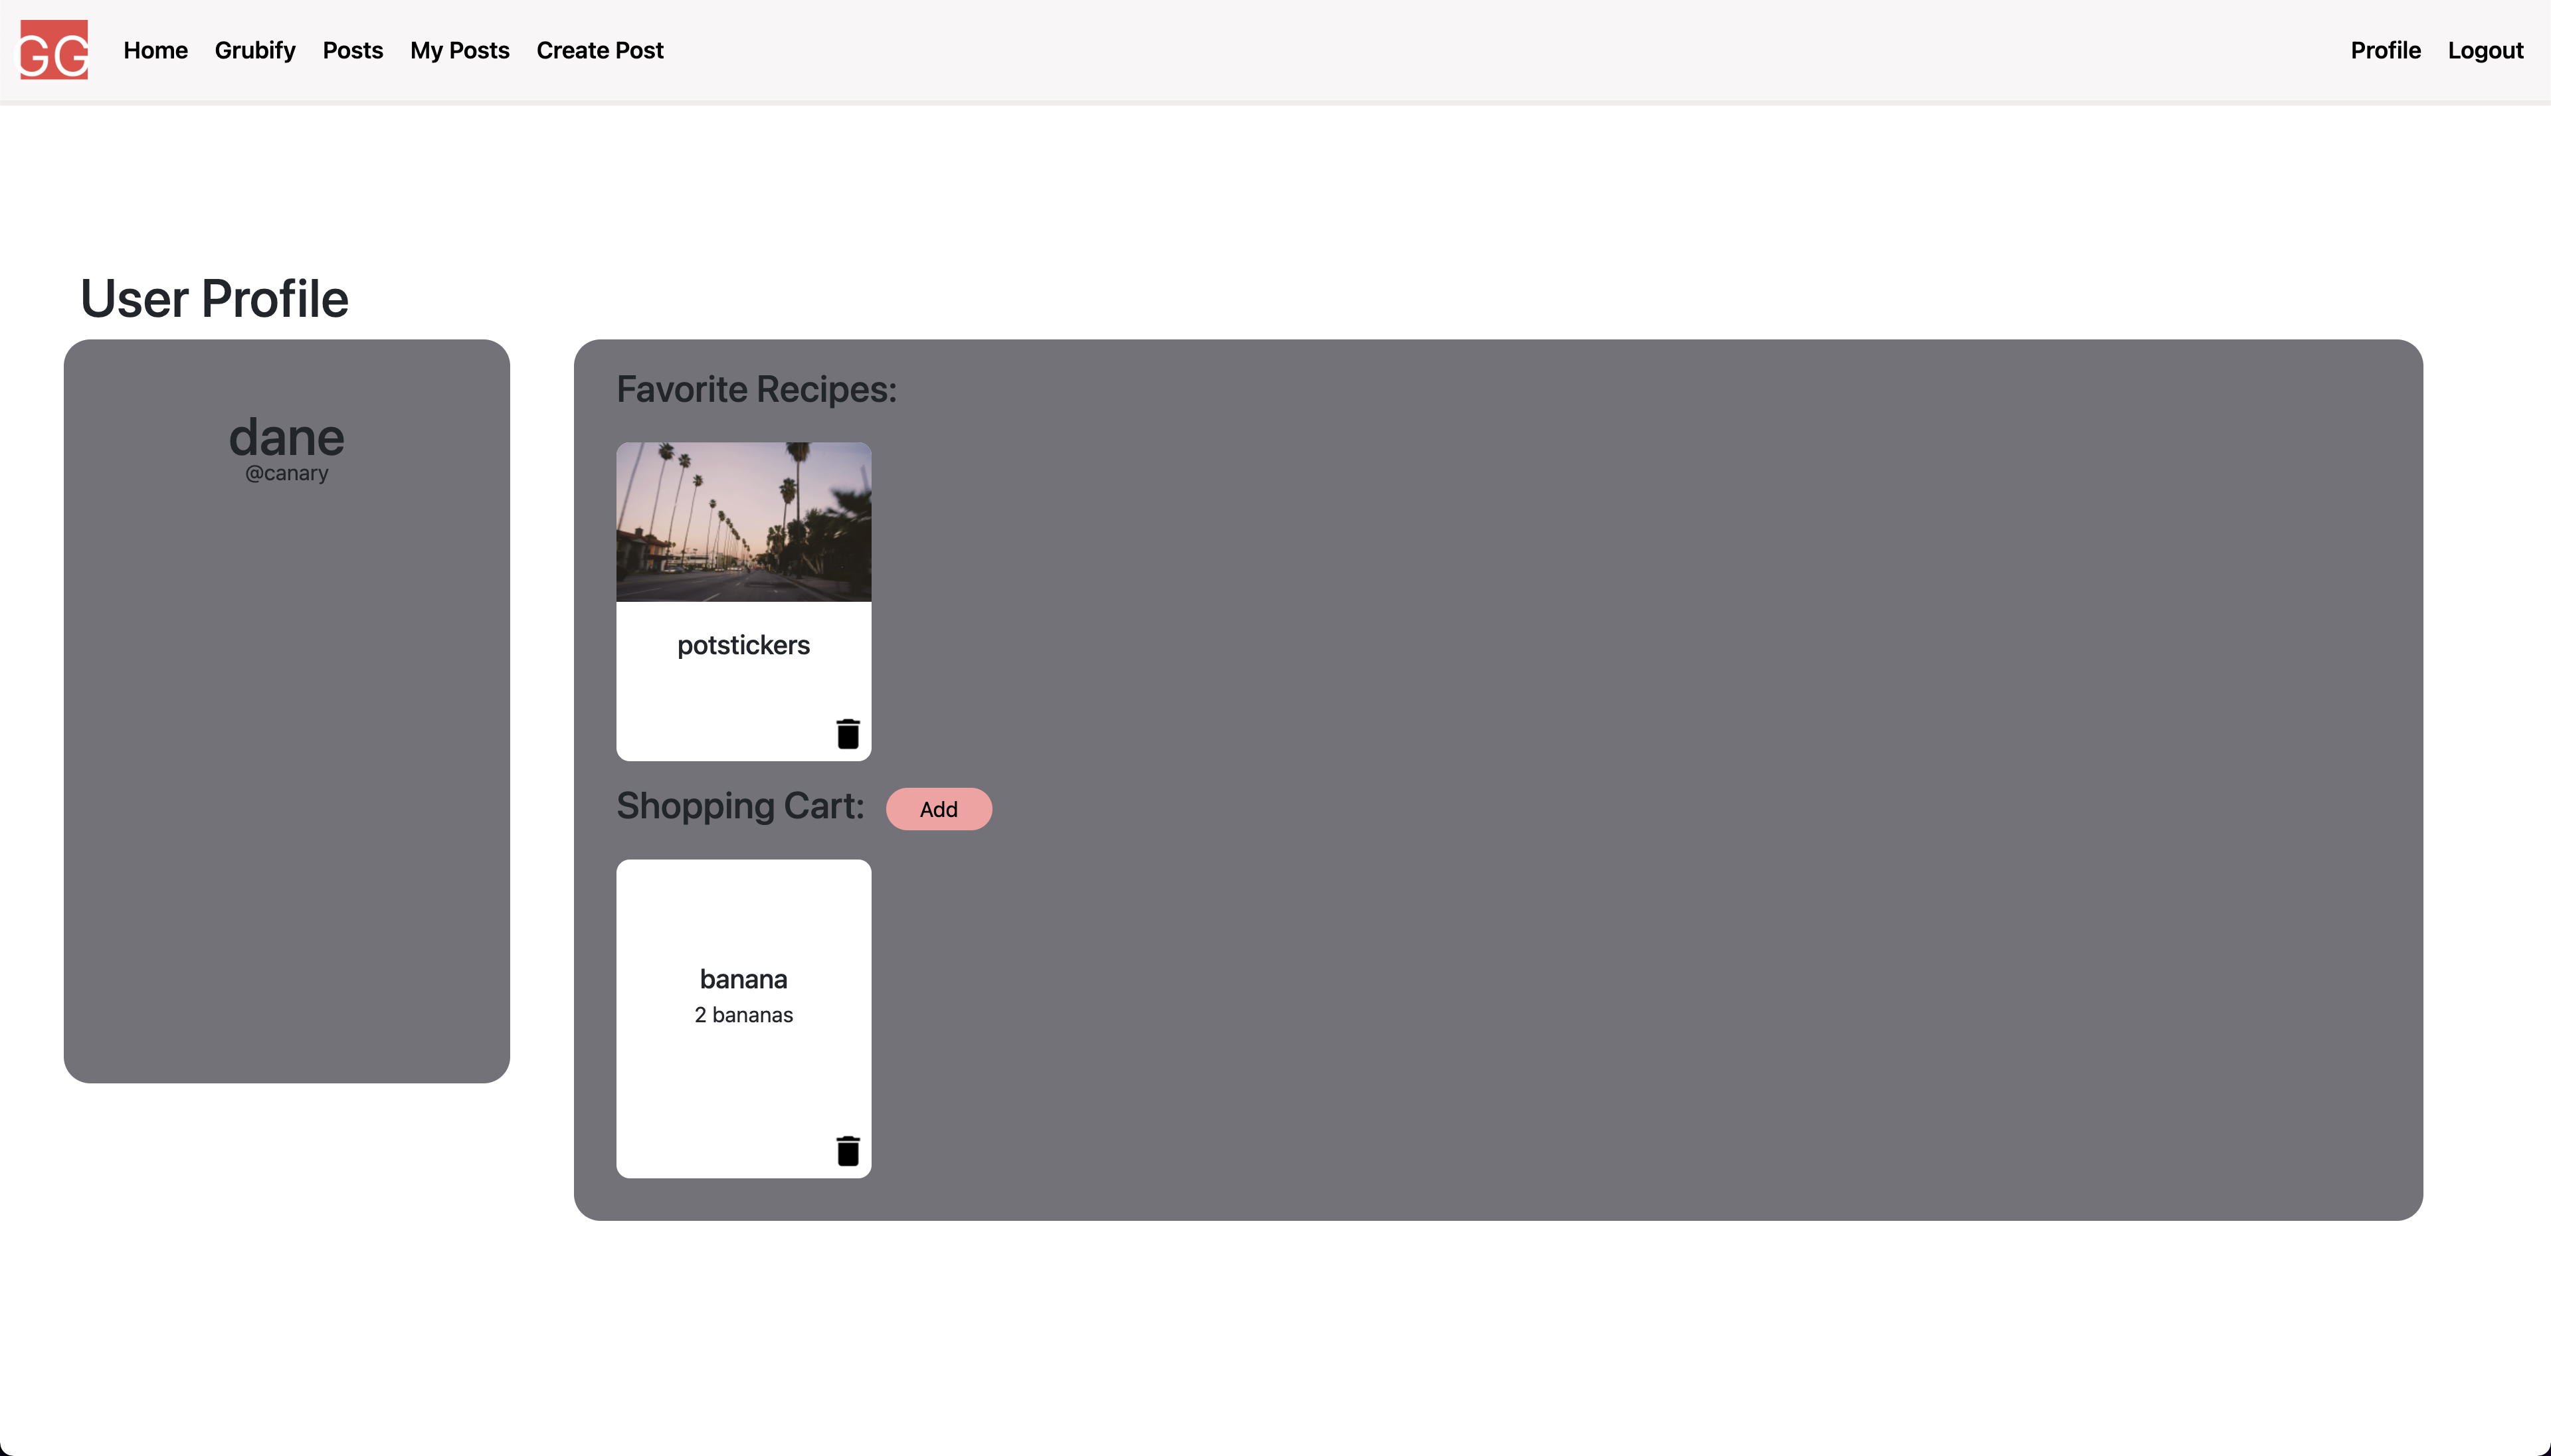 GG
Home Grubify Posts My Posts Create Post Profile Logout
User Profile
dane
@canary
Favorite Recipes:
potstickers
Shopping Cart: Add
banana
2 bananas